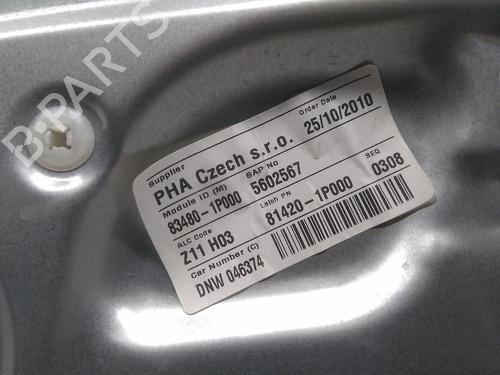 B-PARTS
Supplier Order Date
PHA Czech s.r.o. 25/10/2010
Module ID (M) SAP No
83480-1P000 5602567
ALC Code Latch PN SEQ
Z11 H03 81420-1P000 0308
Car Number (C)
DNW 046374